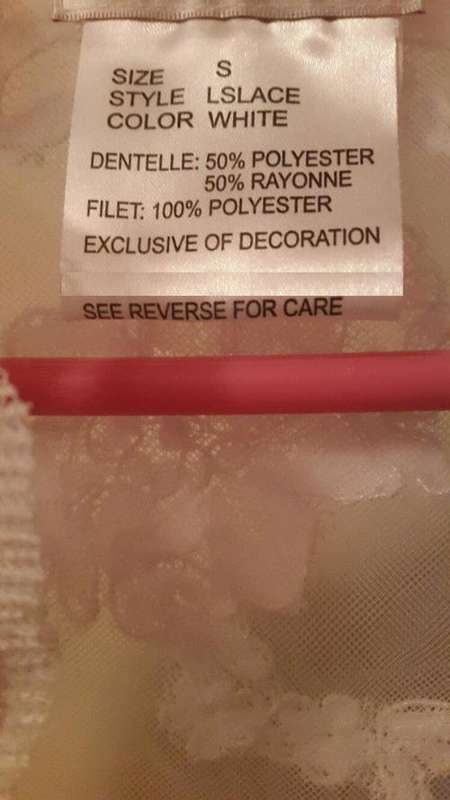 SIZE S
STYLE LSLACE
COLOR WHITE
DENTELLE: 50% POLYESTER
50% RAYONNE
FILET: 100% POLYESTER
EXCLUSIVE OF DECORATION
SEE REVERSE FOR CARE